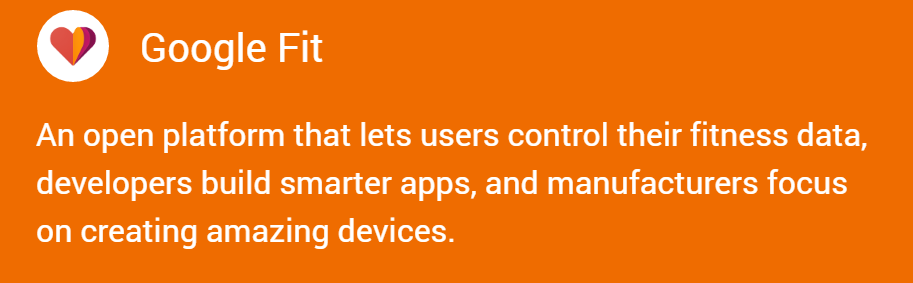 Google Fit
An open platform that lets users control their fitness data,
developers build smarter apps, and manufacturers focus
on creating amazing devices.